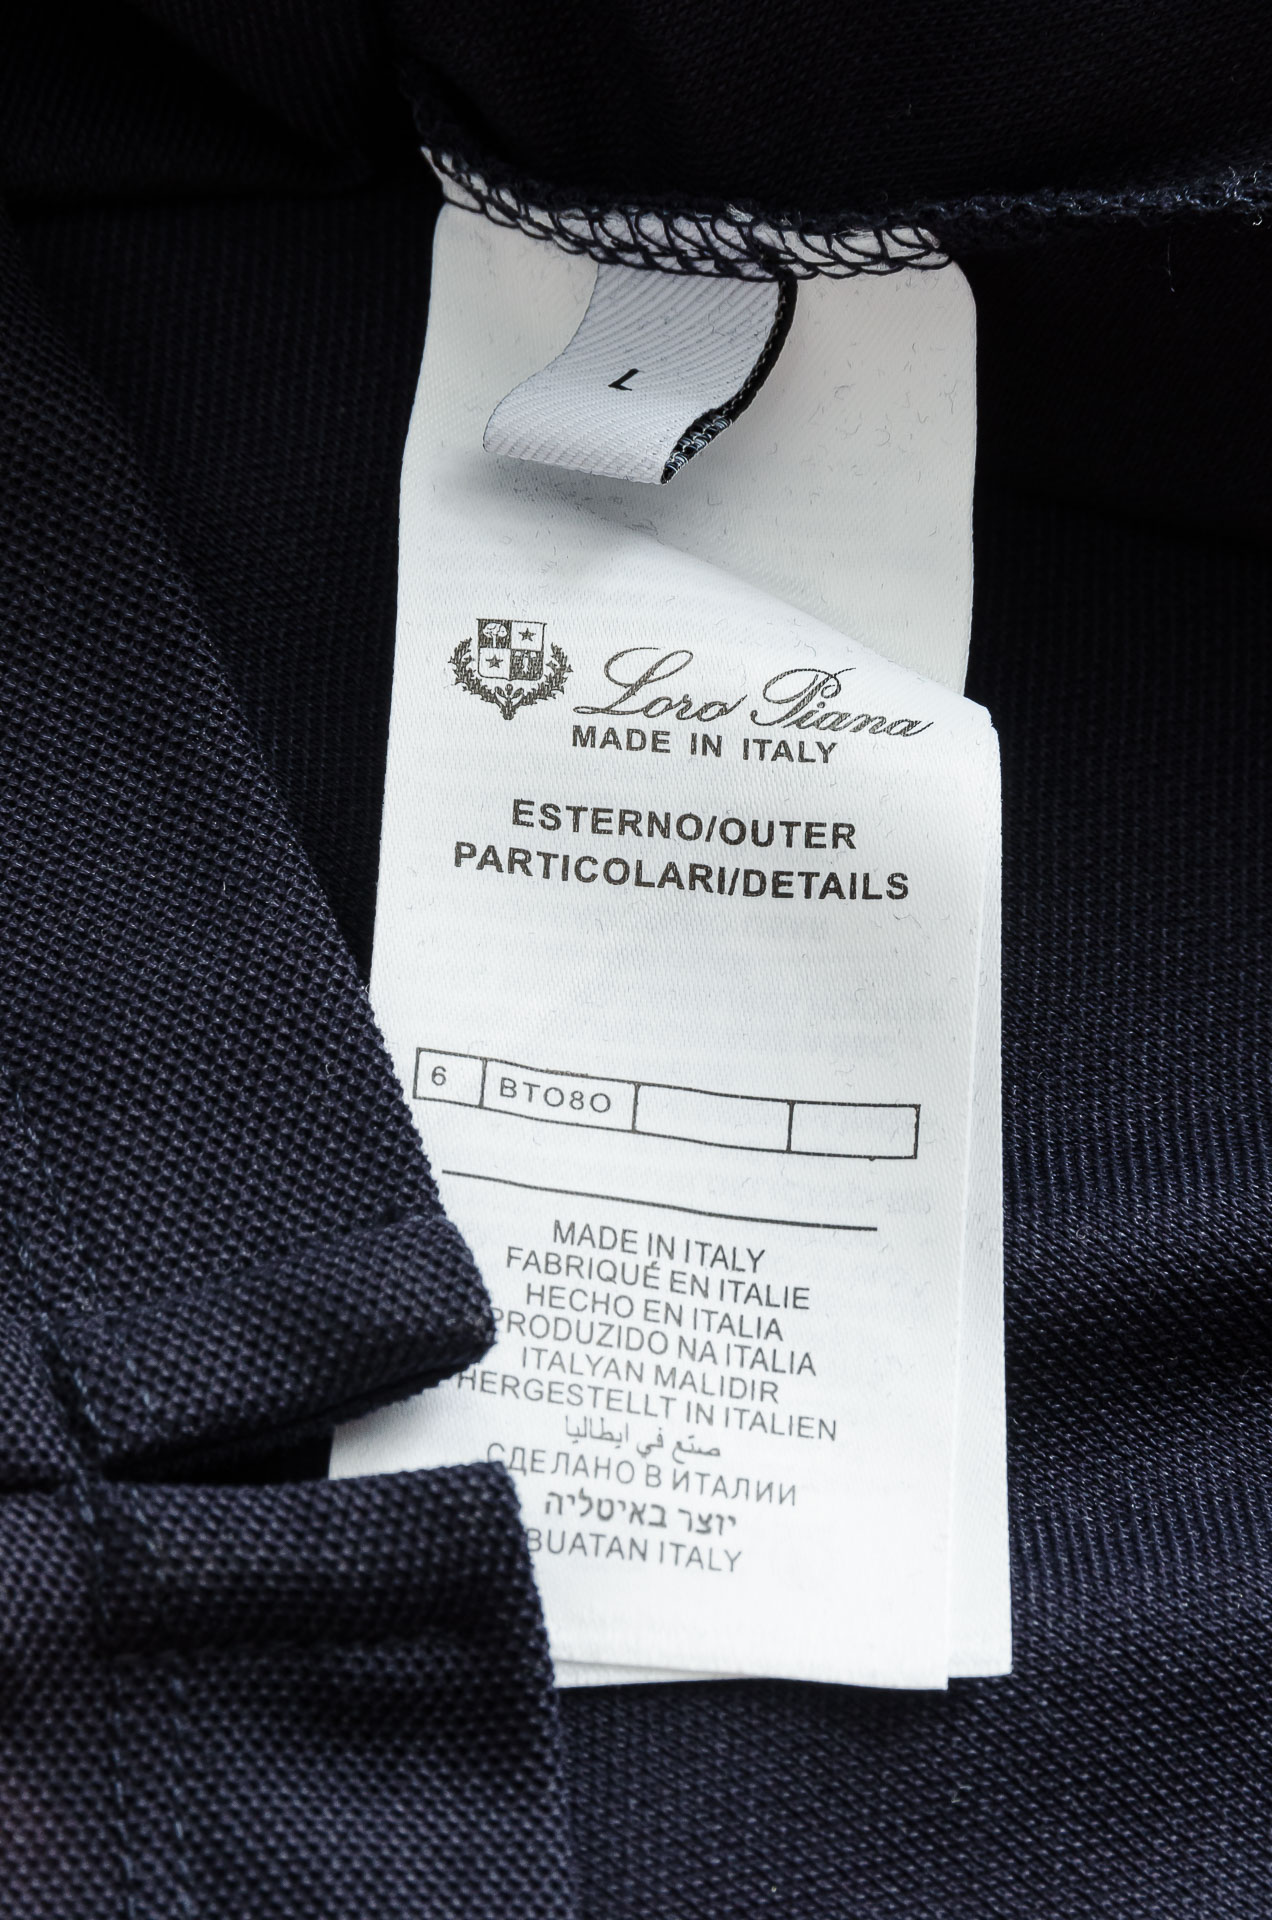 L
Loro Piana
MADE IN ITALY
ESTERNO/OUTER
PARTICOLARI/DETAILS
6 BTO8O
MADE IN ITALY
FABRIQUÉ EN ITALIE
HECHO EN ITALIA
PRODUZIDO NA ITALIA
ITALYAN MALIDIR
HERGESTELLT IN ITALIEN
صنع في ايطاليا
СДЕЛАНО В ИТАЛИИ
יוצר באיטליה
BUATAN ITALY